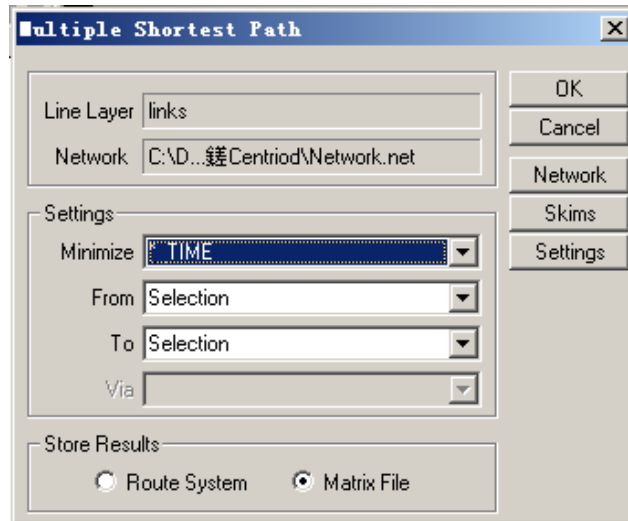 Multiple Shortest Path
Line Layer links
Network C:\D...鎈Centriod\Network.net
OK
Cancel
Network
Skims
Settings
Settings
Minimize * TIME
From Selection
To Selection
Via
Store Results
Route System
Matrix File